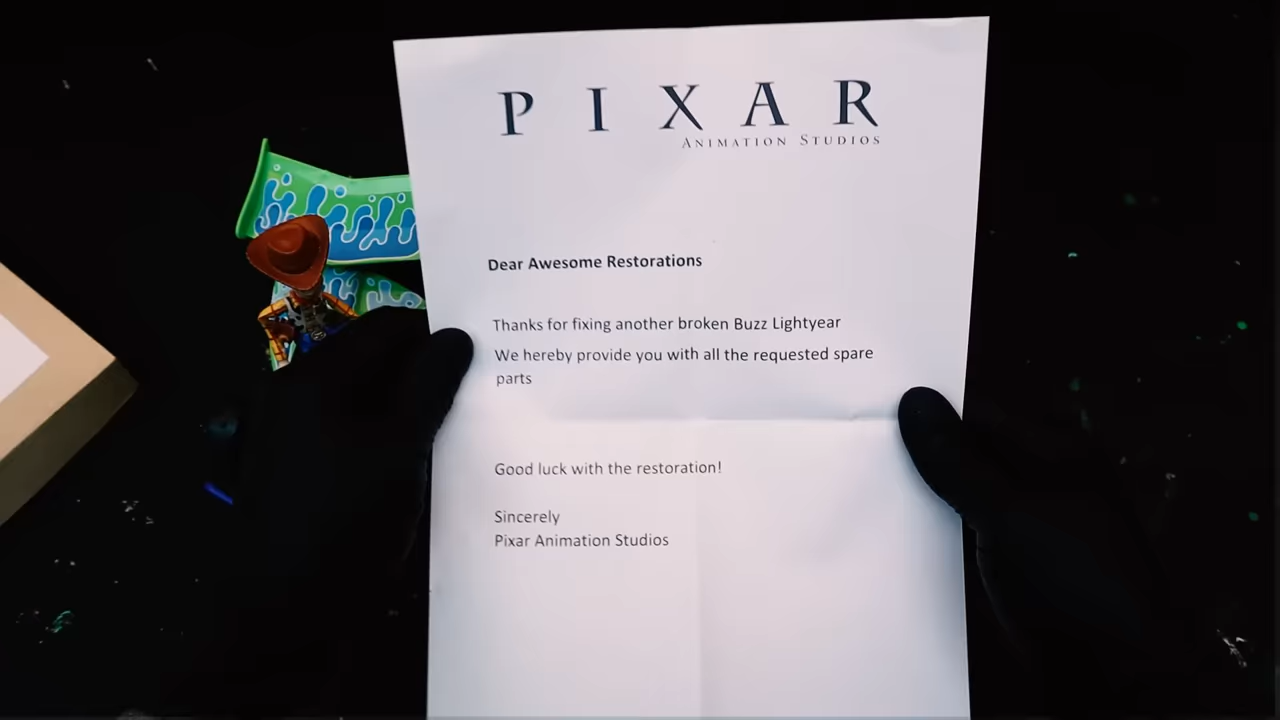 PIXAR
ANIMATION STUDIOS
Dear Awesome Restorations
Thanks for fixing another broken Buzz Lightyear
We hereby provide you with all the requested spare
parts
Good luck with the restoration!
Sincerely
Pixar Animation Studios